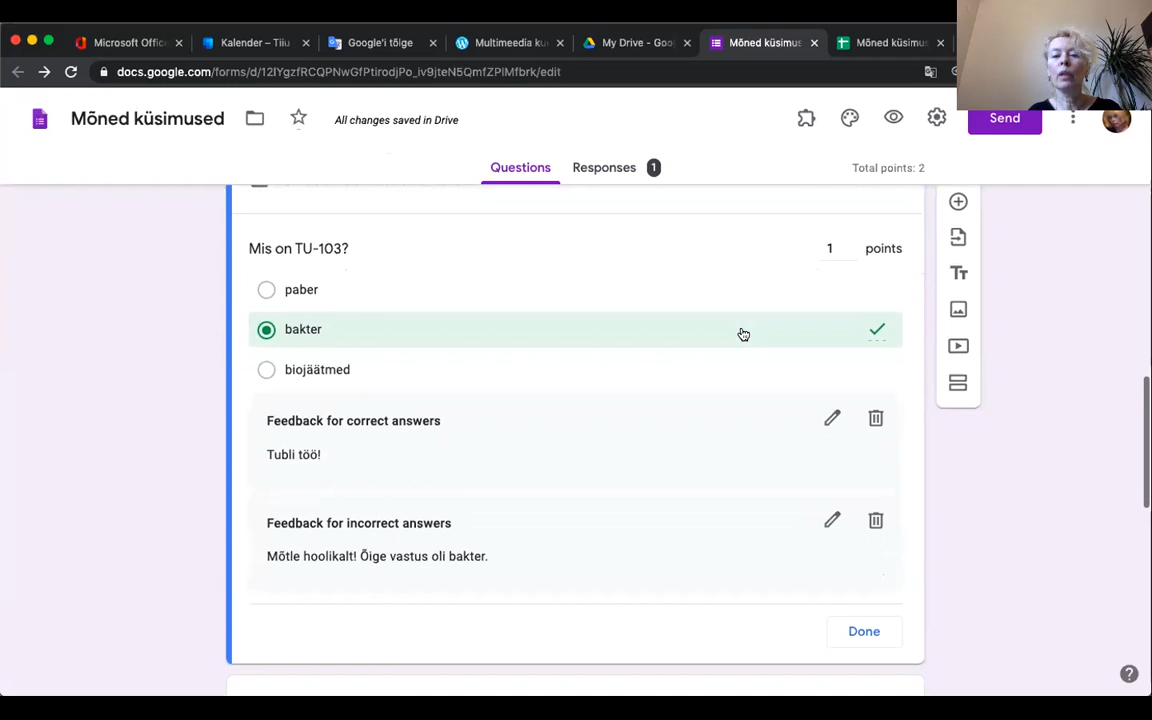 Microsoft Offic
Kalender – Tiiu
Google'i tõlge
Multimeedia ku
My Drive - Goo
Mõned küsimus
Mõned küsimus
docs.google.com/forms/d/12IYgzfRCQPNwGfPtirodjPo_iv9jteN5QmfZPlMfbrk/edit
Mõned küsimused
All changes saved in Drive
Send
Questions
Responses
1
Total points: 2
Mis on TU-103?
1
points
paber
bakter
biojäätmed
Feedback for correct answers
Tubli töö!
Feedback for incorrect answers
Mõtle hoolikalt! Õige vastus oli bakter.
Done